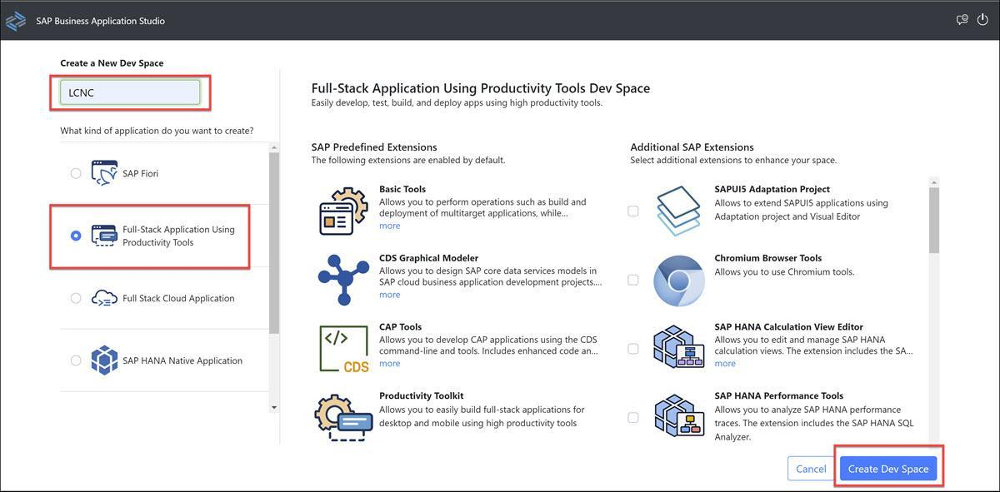 SAP Business Application Studio
Create a New Dev Space
LCNC
What kind of application do you want to create?
SAP Fiori
Full-Stack Application Using
Productivity Tools
Full Stack Cloud Application
SAP HANA Native Application
Full-Stack Application Using Productivity Tools Dev Space
Easily develop, test, build, and deploy apps using high productivity tools.
SAP Predefined Extensions
The following extensions are enabled by default.
Basic Tools
Allows you to perform operations such as build and
deployment of multitarget applications, while...
more
CDS Graphical Modeler
Allows you to design SAP core data services models in
SAP cloud business application development projects....
more
</>
CDS
CAP Tools
Allows you to develop CAP applications using the CDS
command-line and tools. Includes enhanced code an...
more
Productivity Toolkit
Allows you to easily build full-stack applications for
desktop and mobile using high productivity tools
Additional SAP Extensions
Select additional extensions to enhance your space.
SAPUI5 Adaptation Project
Allows to extend SAPUI5 applications using
Adaptation project and Visual Editor
Chromium Browser Tools
Allows you to use Chromium tools.
SAP HANA Calculation View Editor
Allows you to edit and manage SAP HANA
calculation views. The extension includes the SA...
more
SAP HANA Performance Tools
Allows you to analyze SAP HANA performance
traces. The extension includes the SAP HANA SQL
Analyzer.
Cancel
Create Dev Space